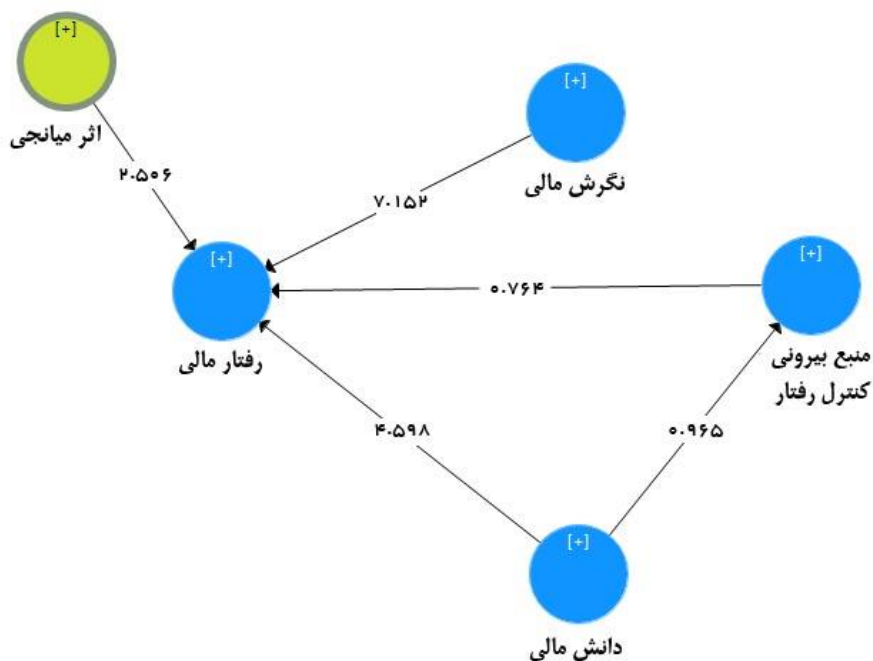 [+]
اثر میانجی
[+]
نگرش مالی
۲.۵۰۶
۷.۱۵۲
[+]
رفتار مالی
۰.۷۶۴
[+]
منبع بیرونی
کنترل رفتار
۴.۵۹۸
۰.۹۶۵
[+]
دانش مالی